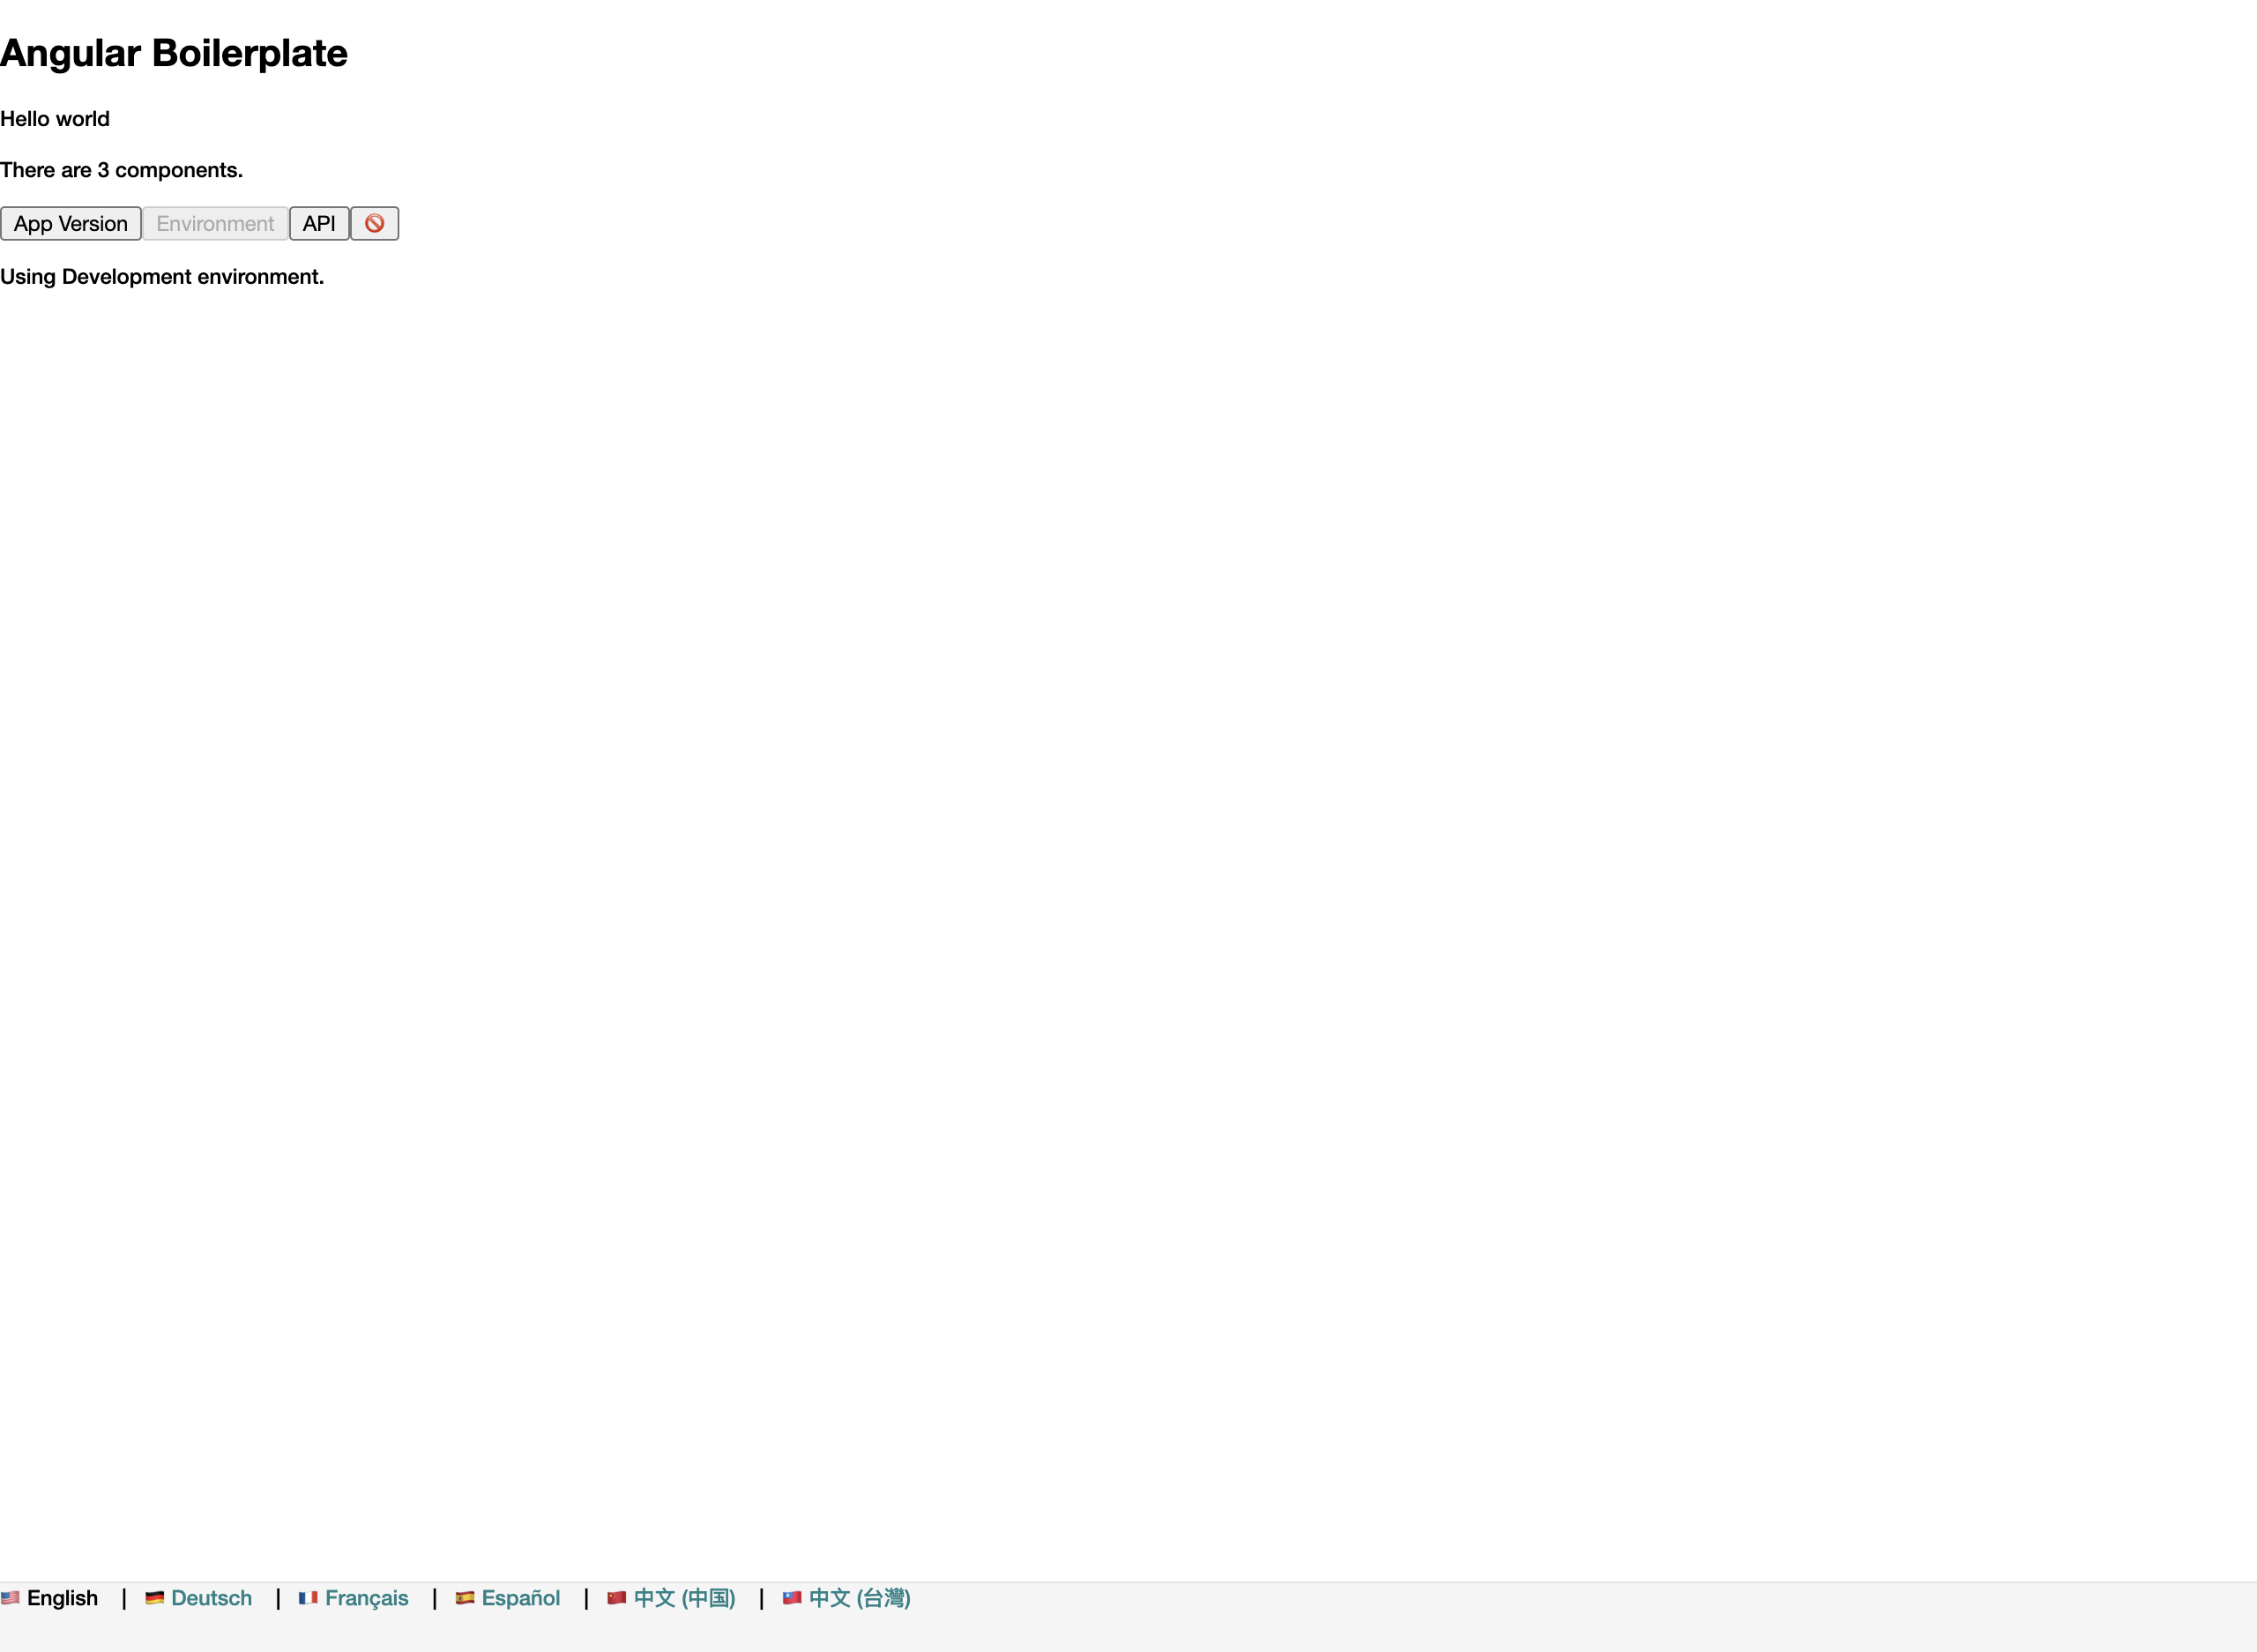 Angular Boilerplate
Hello world
There are 3 components.
App Version Environment API 🚫
Using Development environment.
🇺🇸 English | 🇩🇪 Deutsch | 🇫🇷 Français | 🇪🇸 Español | 🇨🇳 中文 (中国) | 🇹🇼 中文 (台灣)